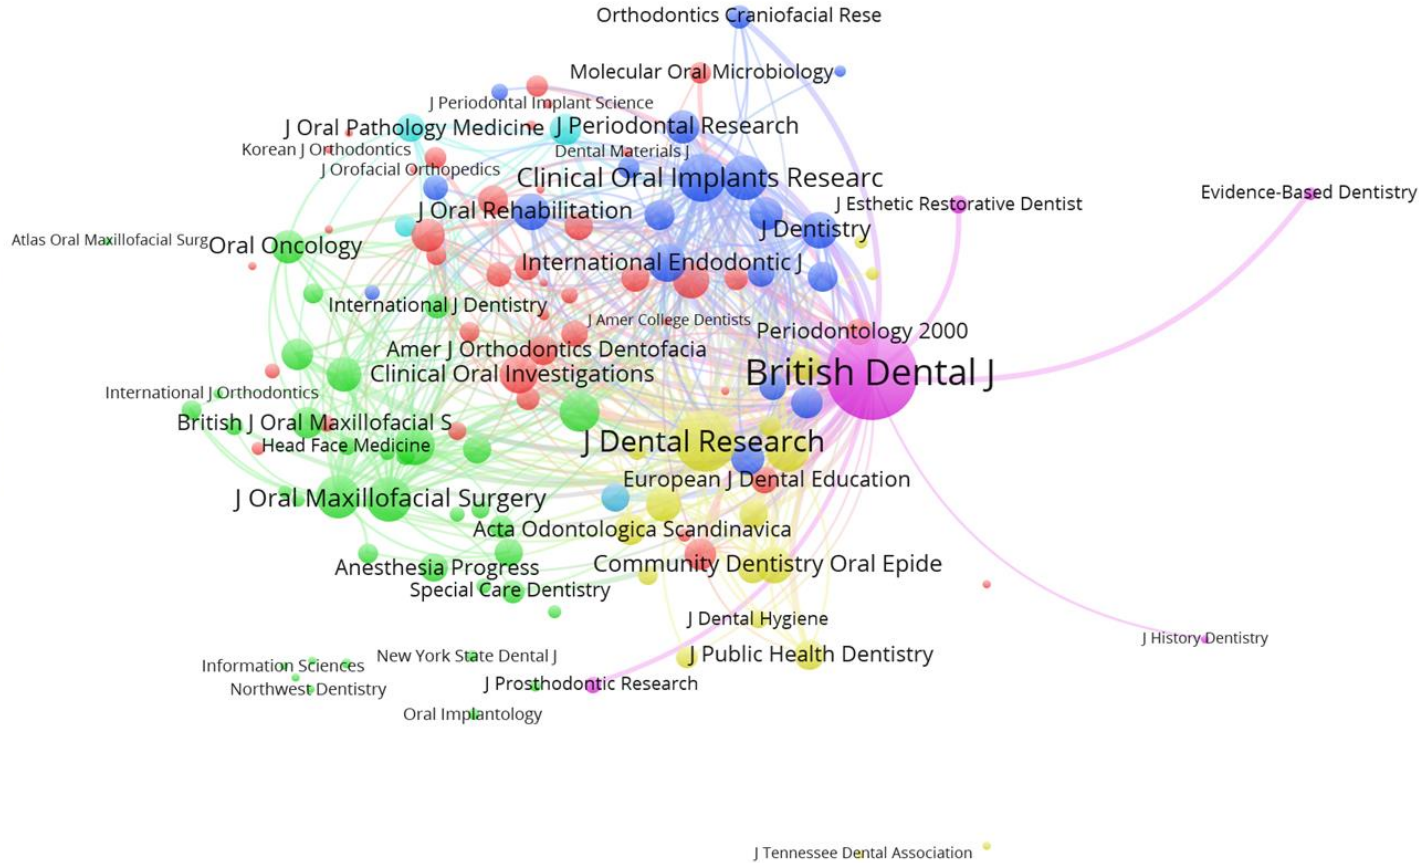 Orthodontics Craniofacial Rese
Molecular Oral Microbiology
J Periodontal Implant Science
J Oral Pathology Medicine
J Periodontal Research
Korean J Orthodontics
Dental Materials J
J Orofacial Orthopedics
Clinical Oral Implants Researc
Evidence-Based Dentistry
J Esthetic Restorative Dentist
J Oral Rehabilitation
J Dentistry
Atlas Oral Maxillofacial Surg
Oral Oncology
International Endodontic J
International J Dentistry
J Amer College Dentists
Periodontology 2000
Amer J Orthodontics Dentofacia
Clinical Oral Investigations
British Dental J
International J Orthodontics
British J Oral Maxillofacial S
Head Face Medicine
J Dental Research
European J Dental Education
J Oral Maxillofacial Surgery
Acta Odontologica Scandinavica
Anesthesia Progress
Community Dentistry Oral Epide
Special Care Dentistry
J Dental Hygiene
J History Dentistry
New York State Dental J
J Public Health Dentistry
Information Sciences
Northwest Dentistry
J Prosthodontic Research
Oral Implantology
J Tennessee Dental Association